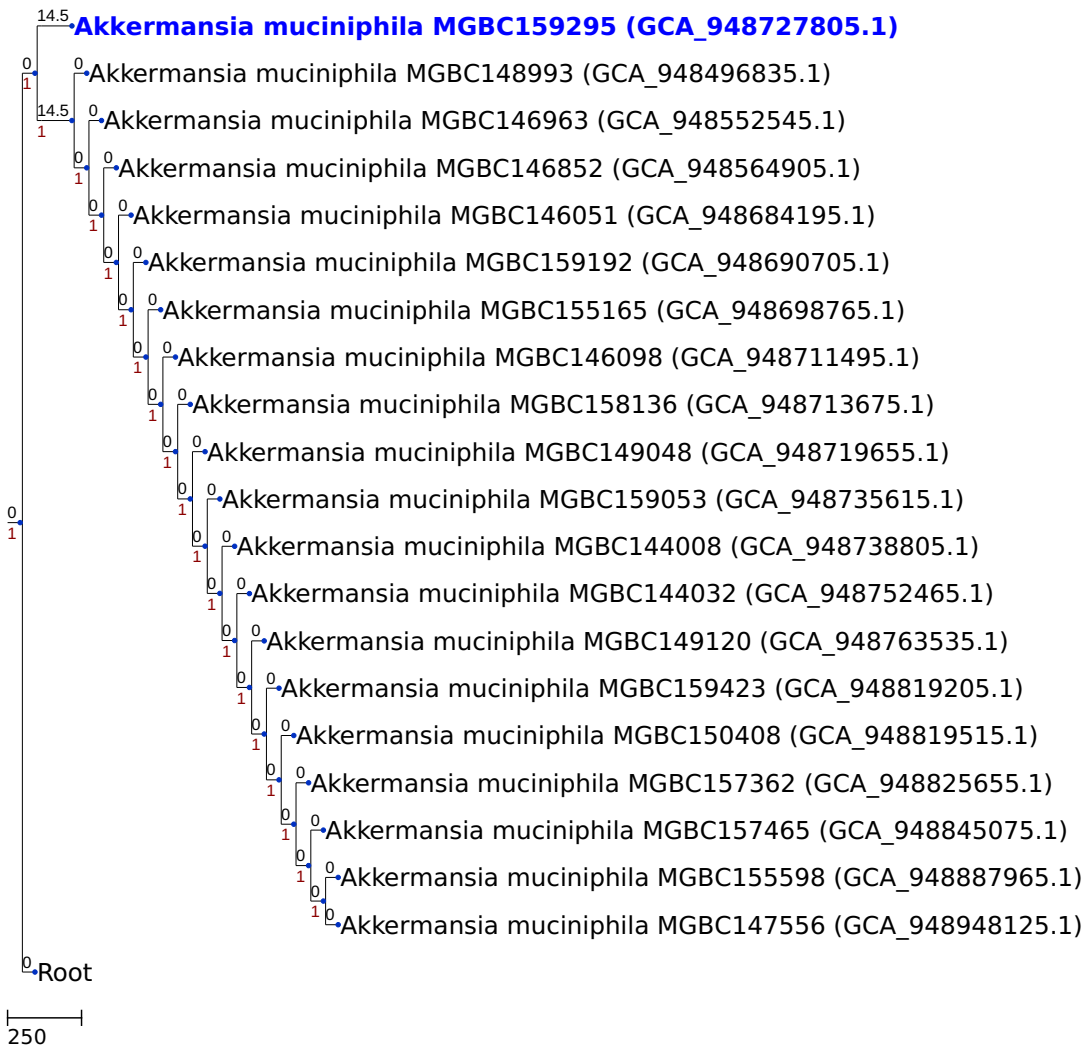 14.5
Akkermansia muciniphila MGBC159295 (GCA_948727805.1)
0 0 Akkermansia muciniphila MGBC148993 (GCA_948496835.1)
1
14.5 0 Akkermansia muciniphila MGBC146963 (GCA_948552545.1)
1
0 0 Akkermansia muciniphila MGBC146852 (GCA_948564905.1)
1
0 0 Akkermansia muciniphila MGBC146051 (GCA_948684195.1)
1
0 0 Akkermansia muciniphila MGBC159192 (GCA_948690705.1)
1
0 0 Akkermansia muciniphila MGBC155165 (GCA_948698765.1)
1
0 0 Akkermansia muciniphila MGBC146098 (GCA_948711495.1)
1
0 0 Akkermansia muciniphila MGBC158136 (GCA_948713675.1)
1
0 0 Akkermansia muciniphila MGBC149048 (GCA_948719655.1)
1
0 0 Akkermansia muciniphila MGBC159053 (GCA_948735615.1)
1
0
1
0 0 Akkermansia muciniphila MGBC144008 (GCA_948738805.1)
1
0 0 Akkermansia muciniphila MGBC144032 (GCA_948752465.1)
1
0 0 Akkermansia muciniphila MGBC149120 (GCA_948763535.1)
1
0 0 Akkermansia muciniphila MGBC159423 (GCA_948819205.1)
1
0 0 Akkermansia muciniphila MGBC150408 (GCA_948819515.1)
1
0 0 Akkermansia muciniphila MGBC157362 (GCA_948825655.1)
1
0 0 Akkermansia muciniphila MGBC157465 (GCA_948845075.1)
1
0 0 Akkermansia muciniphila MGBC155598 (GCA_948887965.1)
1
0 0 Akkermansia muciniphila MGBC147556 (GCA_948948125.1)
1
0 Root
250